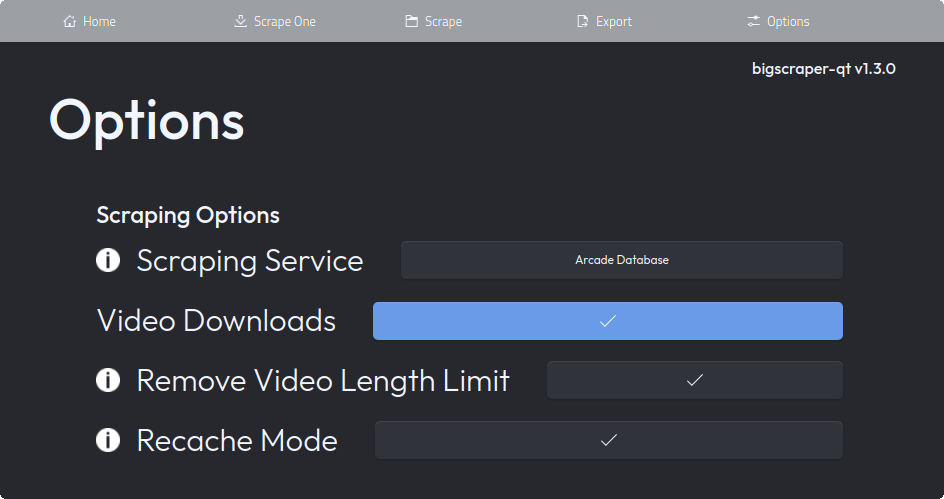 Home
Scrape One
Scrape
Export
Options
bigscraper-qt v1.3.0
Options
Scraping Options
Scraping Service
Arcade Database
Video Downloads
Remove Video Length Limit
Recache Mode